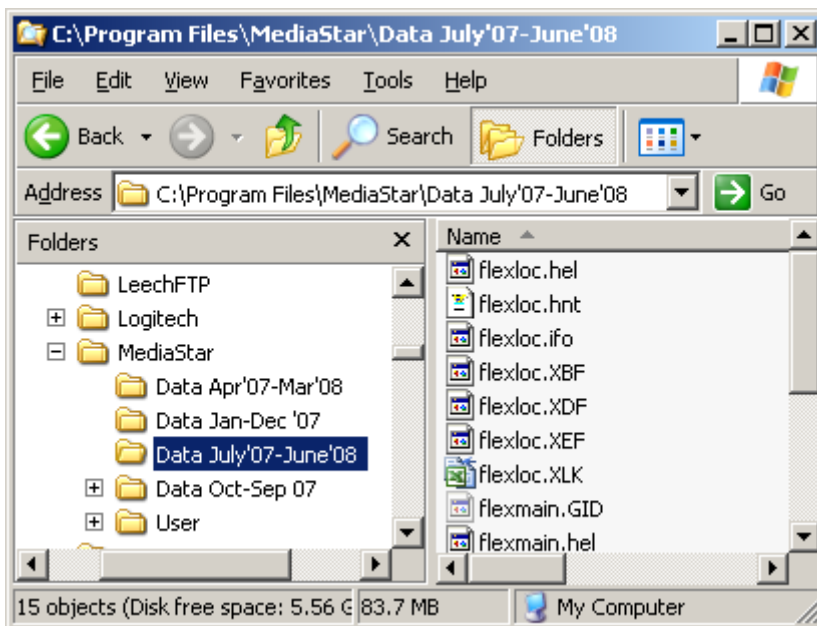 C:\Program Files\MediaStar\Data July'07-June'08
File Edit View Favorites Tools Help
Back Search Folders
Address C:\Program Files\MediaStar\Data July'07-June'08 Go
Folders X
LeechFTP
Logitech
MediaStar
Data Apr'07-Mar'08
Data Jan-Dec '07
Data July'07-June'08
Data Oct-Sep 07
User
Name
flexloc.hel
flexloc.hnt
flexloc.ifo
flexloc.XBF
flexloc.XDF
flexloc.XEF
flexloc.XLK
flexmain.GID
flexmain.hel
15 objects (Disk free space: 5.56 G 83.7 MB My Computer